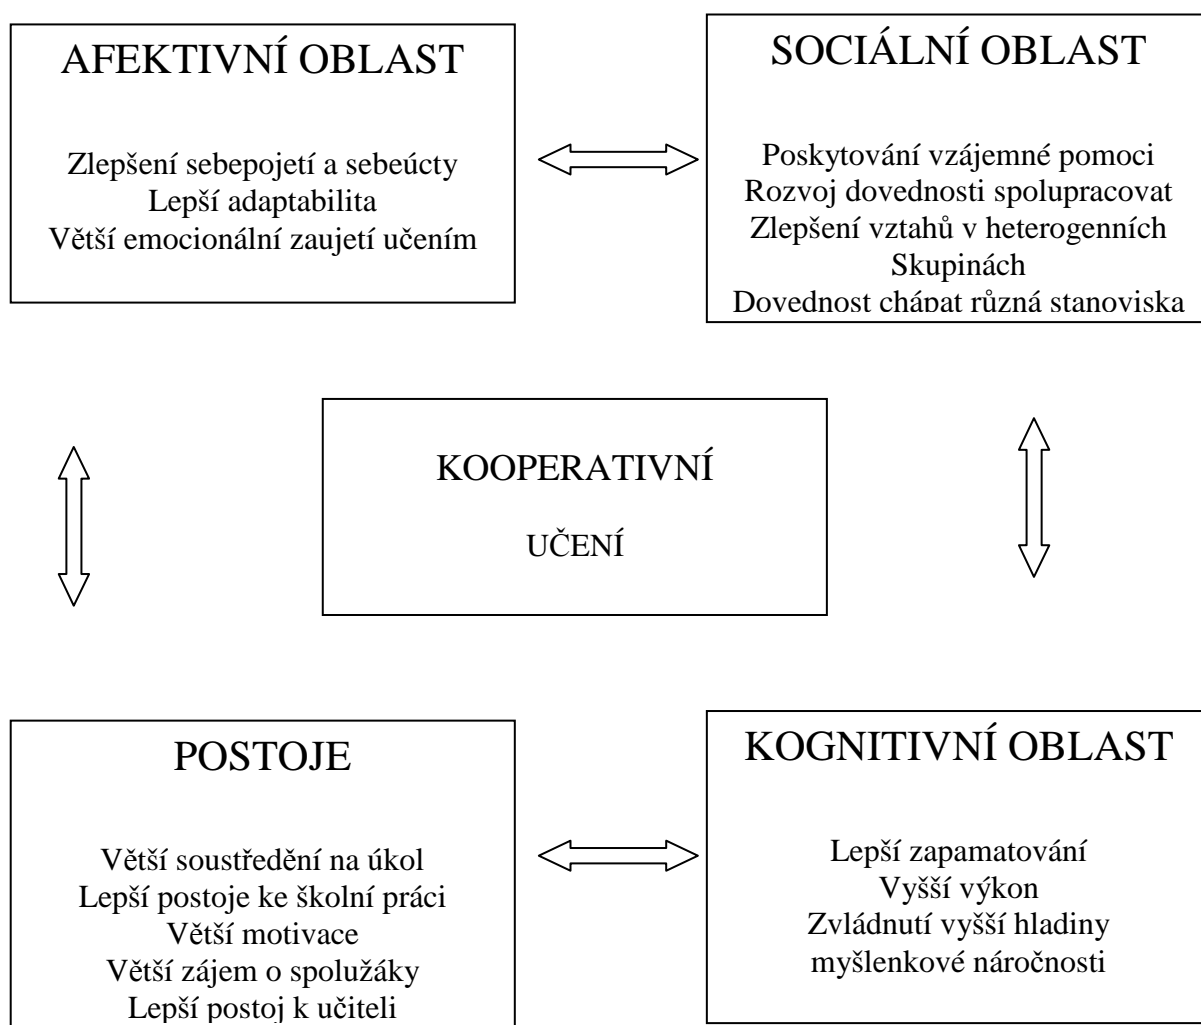 AFEKTIVNÍ OBLAST
Zlepšení sebepojetí a sebeúcty
Lepší adaptabilita
Větší emocionální zaujetí učením
SOCIÁLNÍ OBLAST
Poskytování vzájemné pomoci
Rozvoj dovednosti spolupracovat
Zlepšení vztahů v heterogenních
Skupinách
Dovednost chápat různá stanoviska
KOOPERATIVNÍ
UČENÍ
POSTOJE
Větší soustředění na úkol
Lepší postoje ke školní práci
Větší motivace
Větší zájem o spolužáky
Lepší postoj k učiteli
KOGNITIVNÍ OBLAST
Lepší zapamatování
Vyšší výkon
Zvládnutí vyšší hladiny
myšlenkové náročnosti